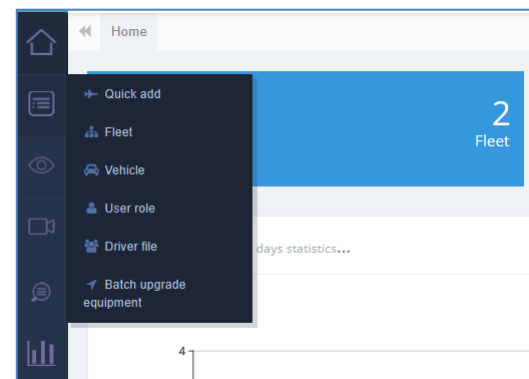 Home
Quick add
Fleet
Vehicle
User role
Driver file
Batch upgrade
equipment
2
Fleet
days statistics...
4